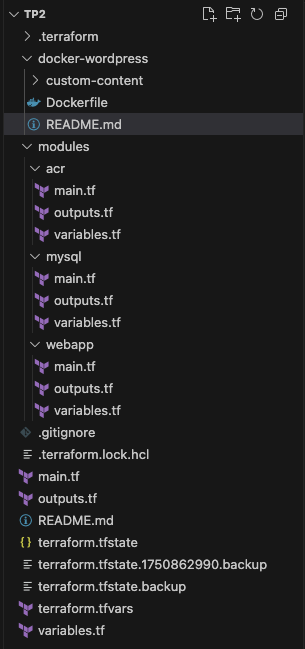 TP2
.terraform
docker-wordpress
custom-content
Dockerfile
README.md
modules
acr
main.tf
outputs.tf
variables.tf
mysql
main.tf
outputs.tf
variables.tf
webapp
main.tf
outputs.tf
variables.tf
.gitignore
.terraform.lock.hcl
main.tf
outputs.tf
README.md
terraform.tfstate
terraform.tfstate.1750862990.backup
terraform.tfstate.backup
terraform.tfvars
variables.tf